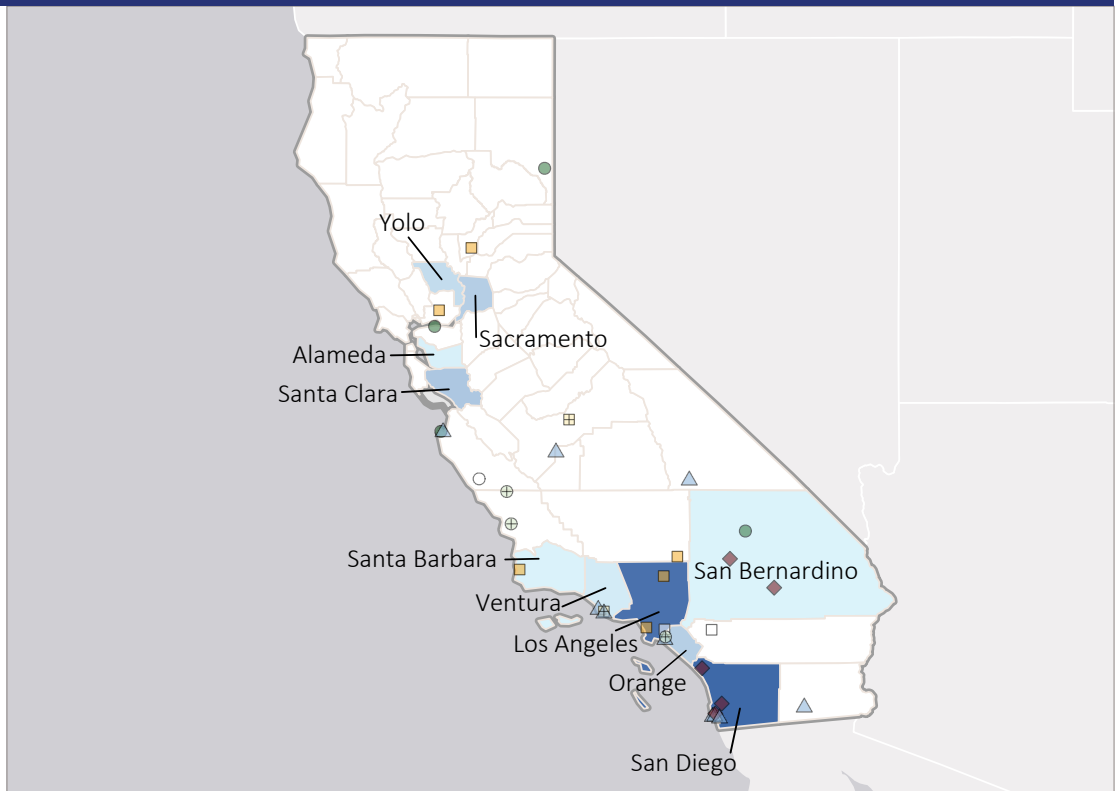 Yolo
Sacramento
Alameda
Santa Clara
Santa Barbara
San Bernardino
Ventura
Los Angeles
Orange
San Diego